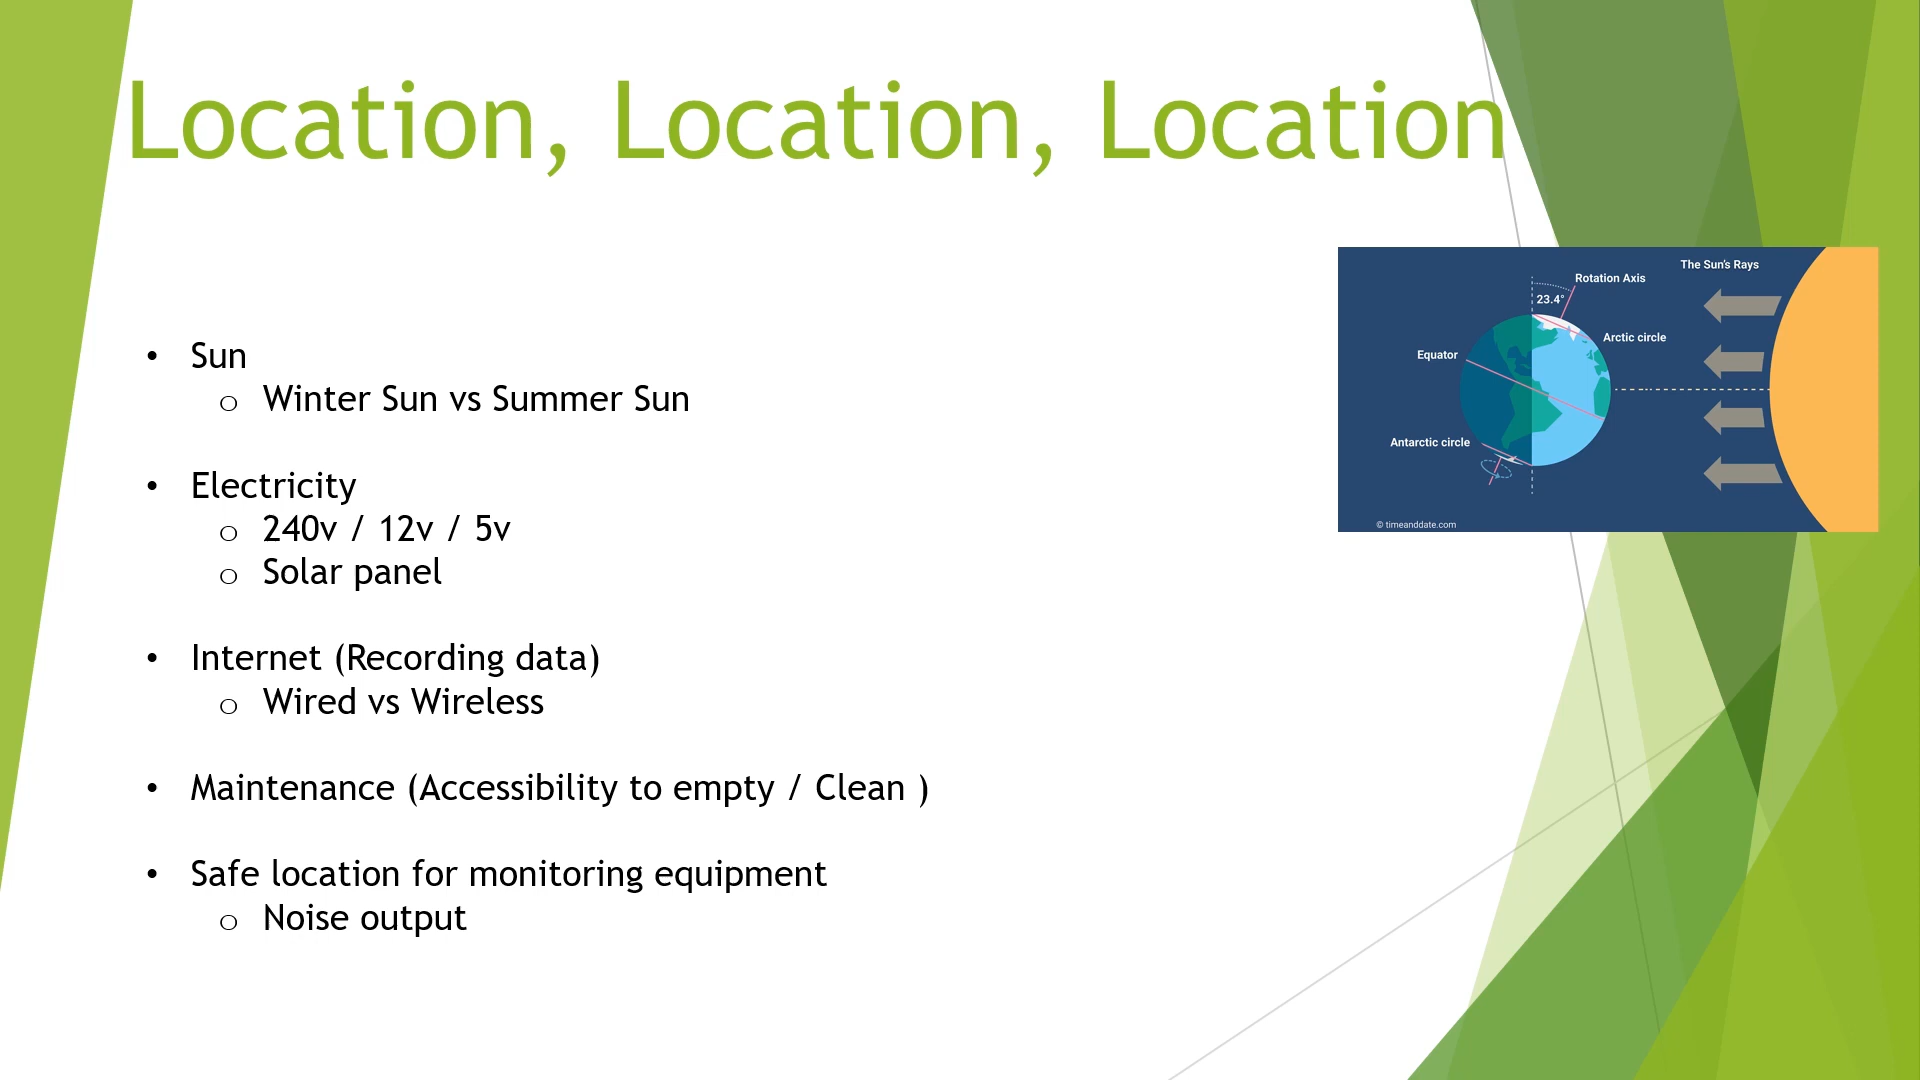 Location, Location, Location
• Sun
o Winter Sun vs Summer Sun
• Electricity
o 240v / 12v / 5v
o Solar panel
• Internet (Recording data)
o Wired vs Wireless
• Maintenance (Accessibility to empty / Clean )
• Safe location for monitoring equipment
o Noise output
The Sun's Rays
Rotation Axis
23.4°
Arctic circle
Equator
Antarctic circle
© timeanddate.com